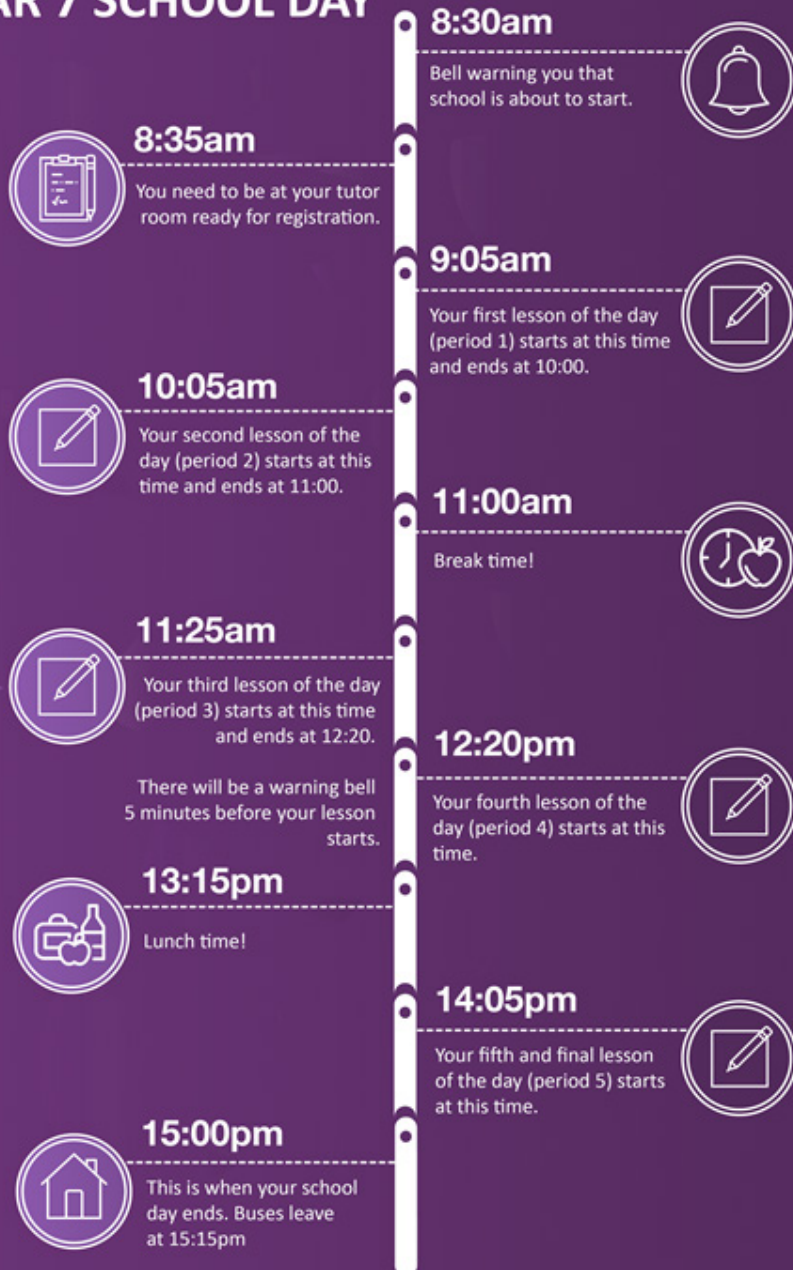 AR 7 SCHOOL DAY
8:30am
Bell warning you that
school is about to start.
8:35am
You need to be at your tutor
room ready for registration.
9:05am
Your first lesson of the day
(period 1) starts at this time
and ends at 10:00.
10:05am
Your second lesson of the
day (period 2) starts at this
time and ends at 11:00.
11:00am
Break time!
11:25am
Your third lesson of the day
(period 3) starts at this time
and ends at 12:20.
There will be a warning bell
5 minutes before your lesson
starts.
12:20pm
Your fourth lesson of the
day (period 4) starts at this
time.
13:15pm
Lunch time!
14:05pm
Your fifth and final lesson
of the day (period 5) starts
at this time.
15:00pm
This is when your school
day ends. Buses leave
at 15:15pm